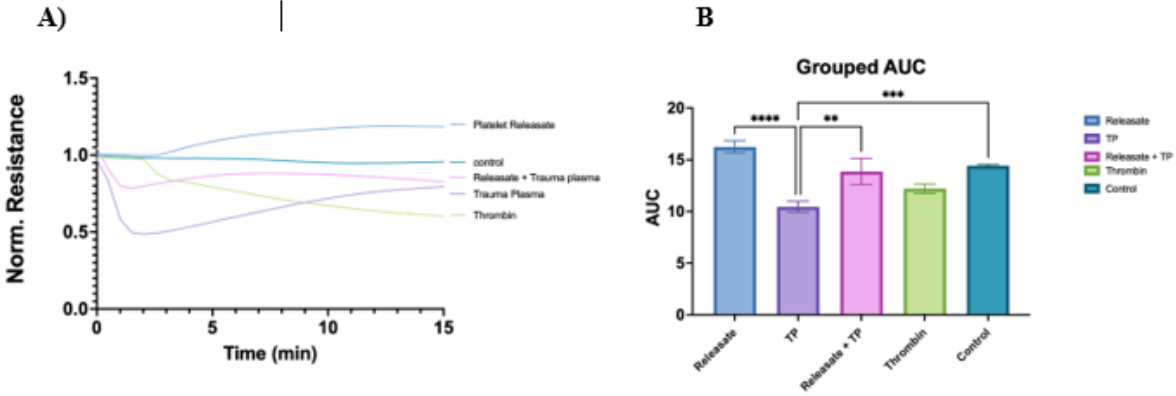 A)
B
Norm. Resistance
1.5
1.0
0.5
0.0
0
5
10
15
Time (min)
Platelet Releasate
control
Releasate + Trauma plasma
Trauma Plasma
Thrombin
Grouped AUC
AUC
20
15
10
5
0
****
**
***
Releasate
TP
Releasate + TP
Thrombin
Control
Releasate
TP
Releasate + TP
Thrombin
Control